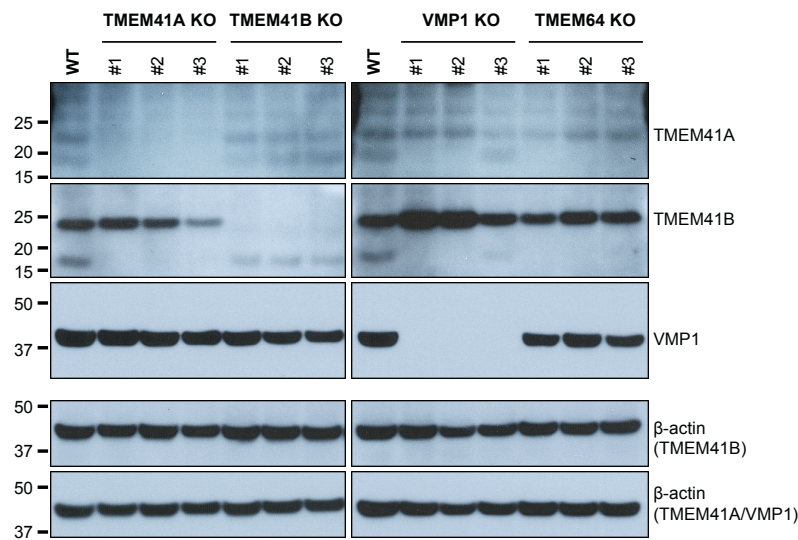 TMEM41A KO TMEM41B KO VMP1 KO TMEM64 KO
WT #1 #2 #3 #1 #2 #3 WT #1 #2 #3 #1 #2 #3
25
20
15
TMEM41A
25
20
15
TMEM41B
50
37
VMP1
50
37
β-actin
(TMEM41B)
50
37
β-actin
(TMEM41A/VMP1)